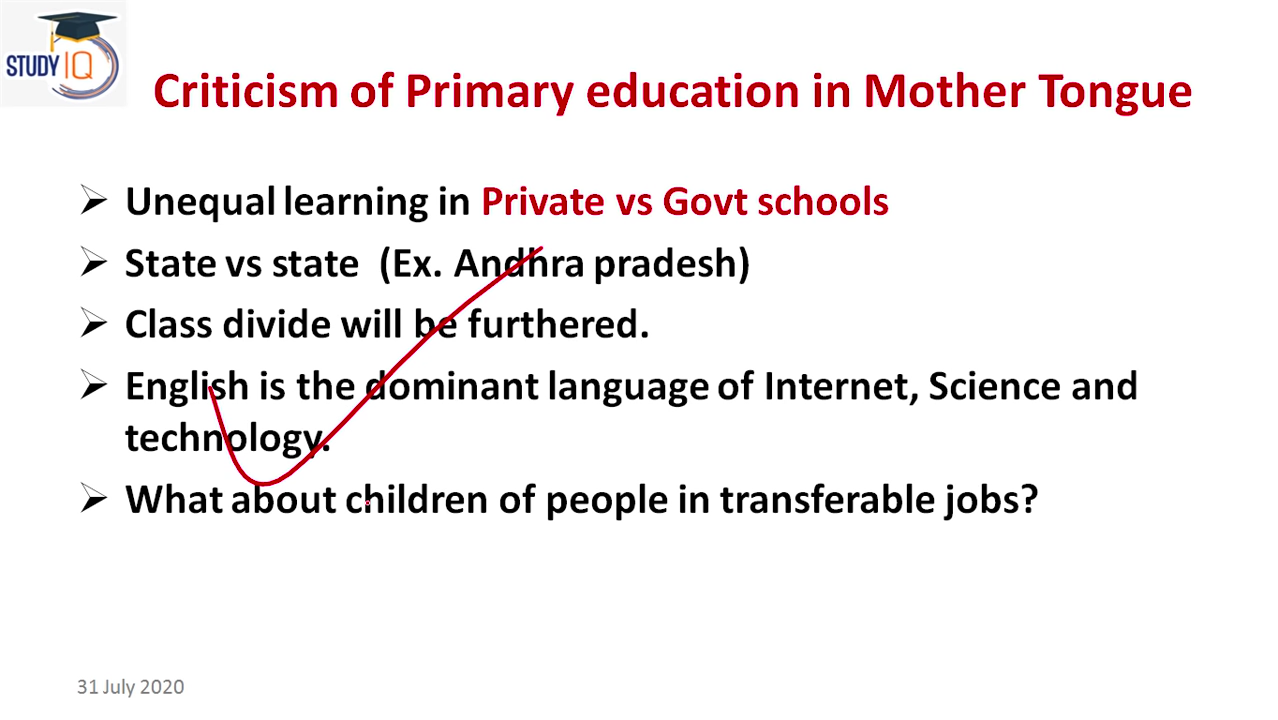 STUDY IQ
Criticism of Primary education in Mother Tongue
➢ Unequal learning in Private vs Govt schools
➢ State vs state (Ex. Andhra pradesh)
➢ Class divide will be furthered.
➢ English is the dominant language of Internet, Science and
technology.
➢ What about children of people in transferable jobs?
31 July 2020